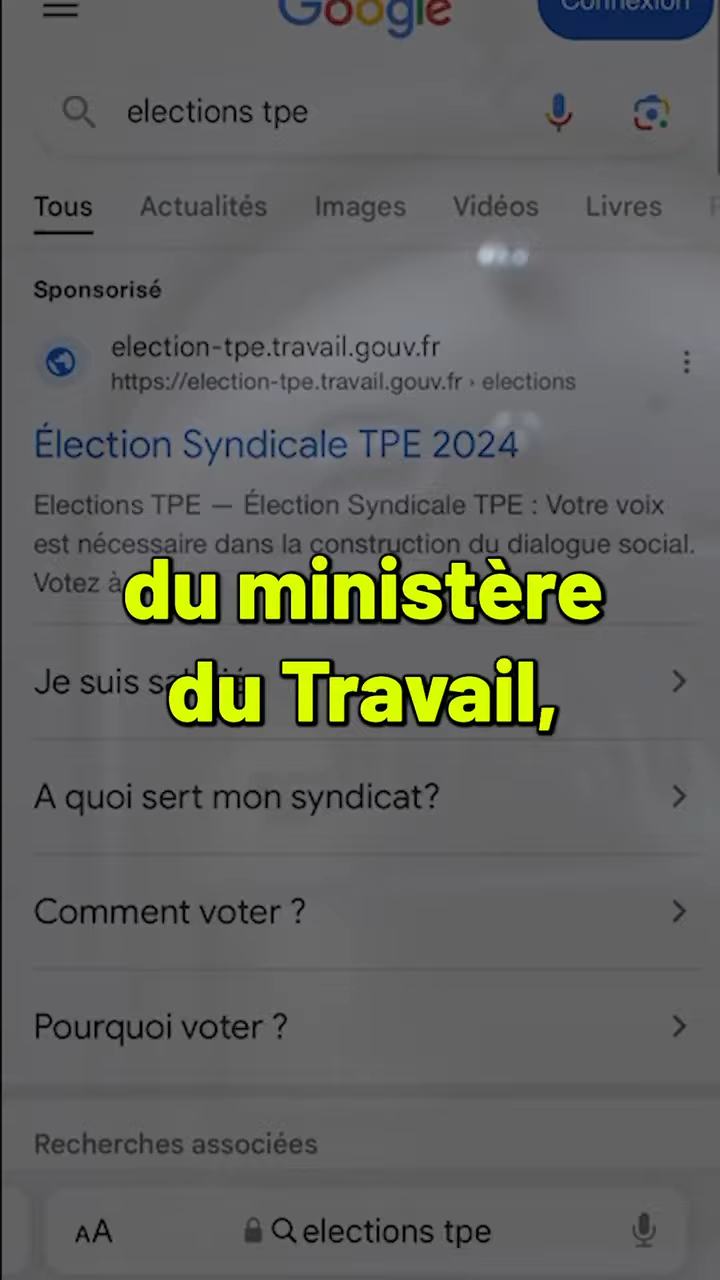 Google
Connexion
elections tpe
Tous Actualités Images Vidéos Livres
Sponsorisé
election-tpe.travail.gouv.fr
https://election-tpe.travail.gouv.fr › elections
Élection Syndicale TPE 2024
Elections TPE — Élection Syndicale TPE : Votre voix
est nécessaire dans la construction du dialogue social.
Votez à
du ministère
Je suis
du Travail,
A quoi sert mon syndicat?
Comment voter ?
Pourquoi voter ?
Recherches associées
AA elections tpe